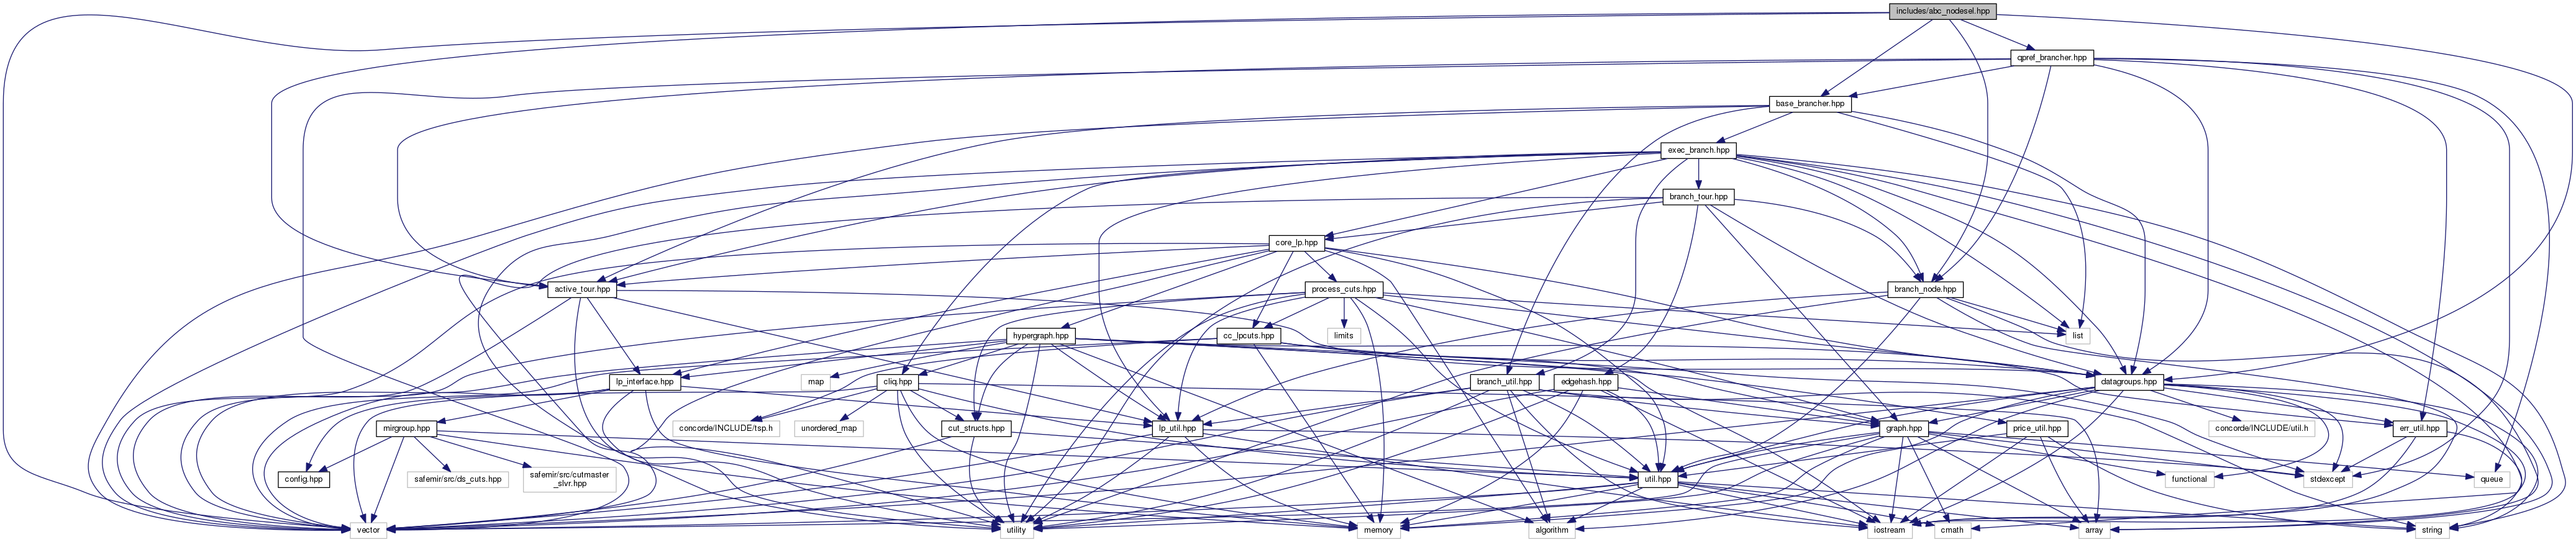 includes/abc_nodesel.hpp
qpref_brancher.hpp
base_brancher.hpp
exec_branch.hpp
branch_tour.hpp
core_lp.hpp
active_tour.hpp
process_cuts.hpp
branch_node.hpp
hypergraph.hpp
cc_lpcuts.hpp
limits
list
lp_interface.hpp
map
cliq.hpp
branch_util.hpp
edgehash.hpp
datagroups.hpp
mirgroup.hpp
concorde/INCLUDE/tsp.h
unordered_map
cut_structs.hpp
lp_util.hpp
graph.hpp
price_util.hpp
concorde/INCLUDE/util.h
err_util.hpp
config.hpp
safemir/src/ds_cuts.hpp
safemir/src/cutmaster
_slvr.hpp
util.hpp
functional
stdexcept
queue
vector
utility
memory
algorithm
iostream
cmath
array
string